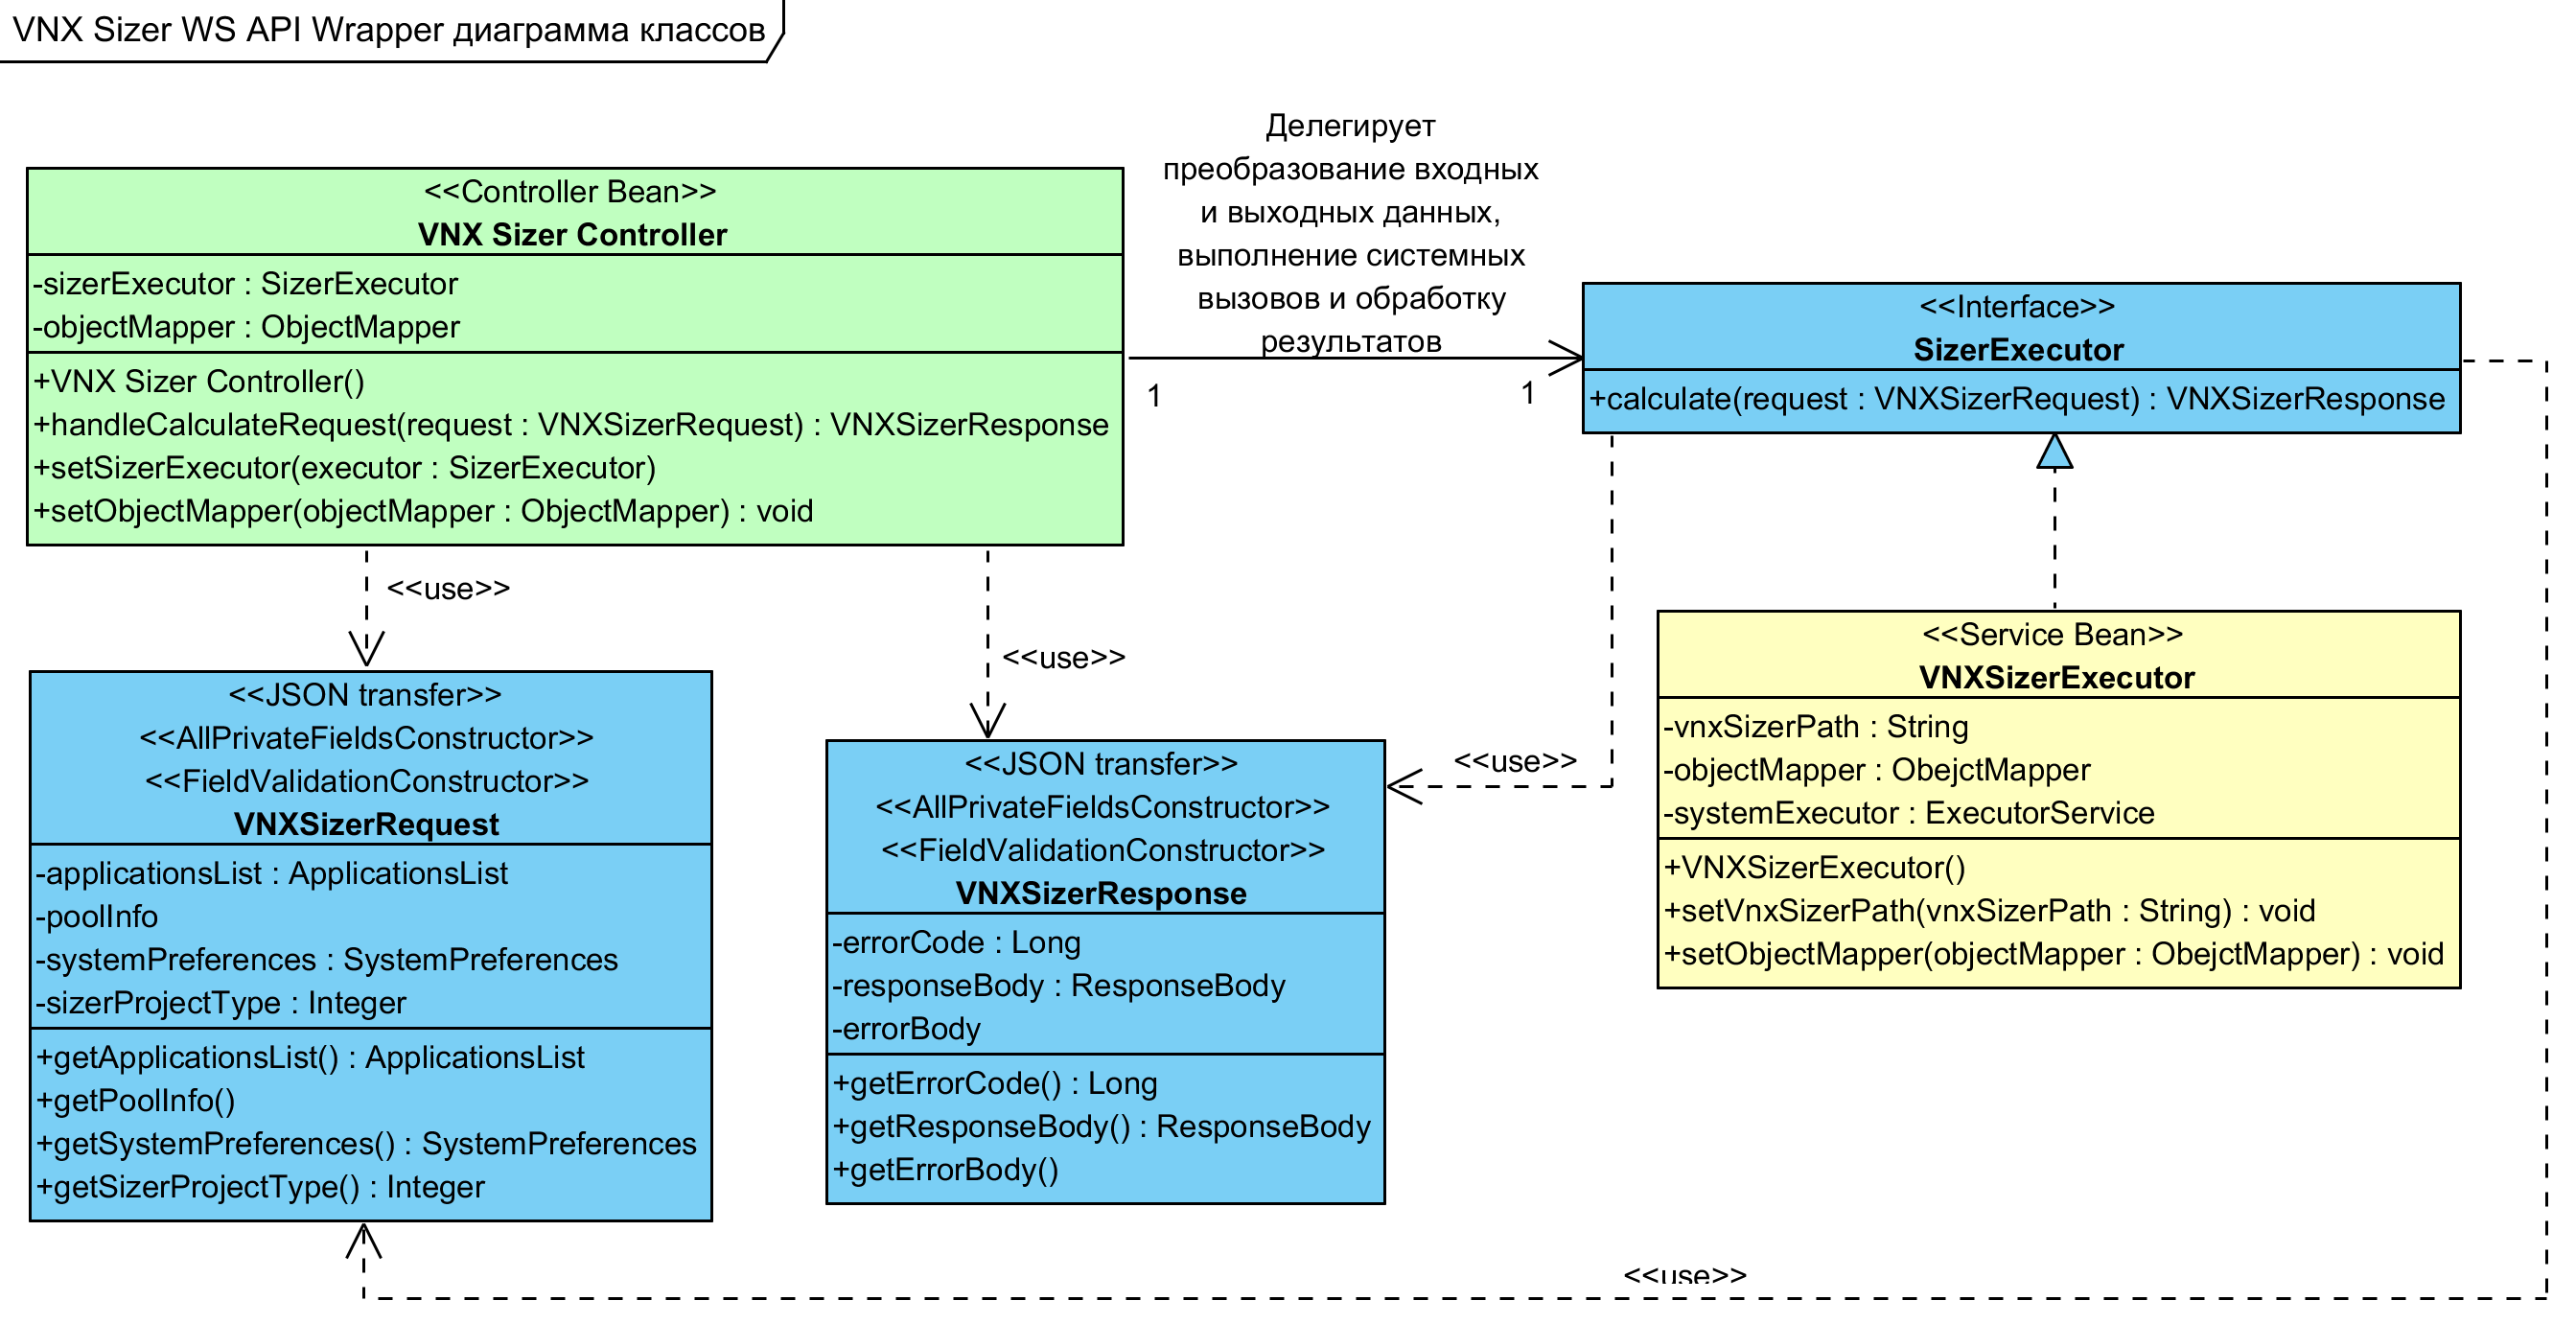 VNX Sizer WS API Wrapper диаграмма классов
<<Controller Bean>>
VNX Sizer Controller
-sizerExecutor : SizerExecutor
-objectMapper : ObjectMapper
+VNX Sizer Controller()
+handleCalculateRequest(request : VNXSizerRequest) : VNXSizerResponse
+setSizerExecutor(executor : SizerExecutor)
+setObjectMapper(objectMapper : ObjectMapper) : void
Делегирует
преобразование входных
и выходных данных,
выполнение системных
вызовов и обработку
результатов
1
1
<<Interface>>
SizerExecutor
+calculate(request : VNXSizerRequest) : VNXSizerResponse
<<use>>
<<use>>
<<use>>
<<JSON transfer>>
<<AllPrivateFieldsConstructor>>
<<FieldValidationConstructor>>
VNXSizerRequest
-applicationsList : ApplicationsList
-poolInfo
-systemPreferences : SystemPreferences
-sizerProjectType : Integer
+getApplicationsList() : ApplicationsList
+getPoolInfo()
+getSystemPreferences() : SystemPreferences
+getSizerProjectType() : Integer
<<JSON transfer>>
<<AllPrivateFieldsConstructor>>
<<FieldValidationConstructor>>
VNXSizerResponse
-errorCode : Long
-responseBody : ResponseBody
-errorBody
+getErrorCode() : Long
+getResponseBody() : ResponseBody
+getErrorBody()
<<Service Bean>>
VNXSizerExecutor
-vnxSizerPath : String
-objectMapper : ObejctMapper
-systemExecutor : ExecutorService
+VNXSizerExecutor()
+setVnxSizerPath(vnxSizerPath : String) : void
+setObjectMapper(objectMapper : ObejctMapper) : void
<<use>>